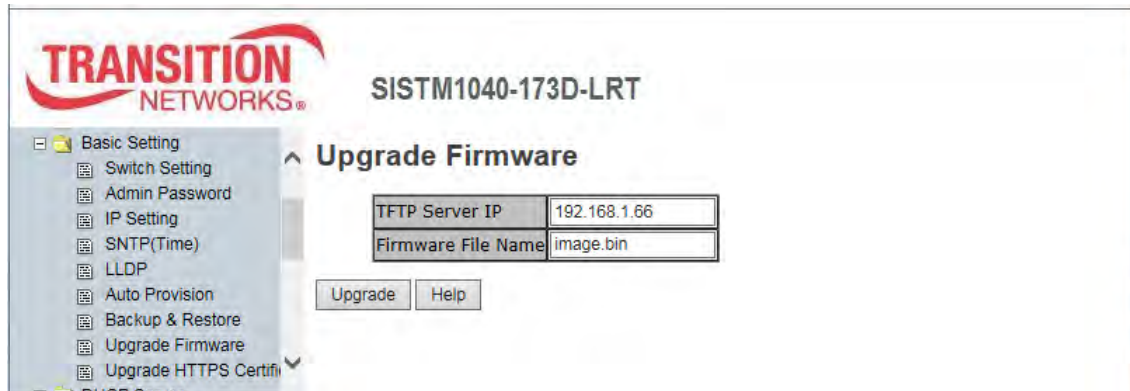 TRANSITION
NETWORKS®
SISTM1040-173D-LRT
Basic Setting
Switch Setting
Admin Password
IP Setting
SNTP(Time)
LLDP
Auto Provision
Backup & Restore
Upgrade Firmware
Upgrade HTTPS
Upgrade Firmware
TFTP Server IP 192.168.1.66
Firmware File Name image.bin
Upgrade Help